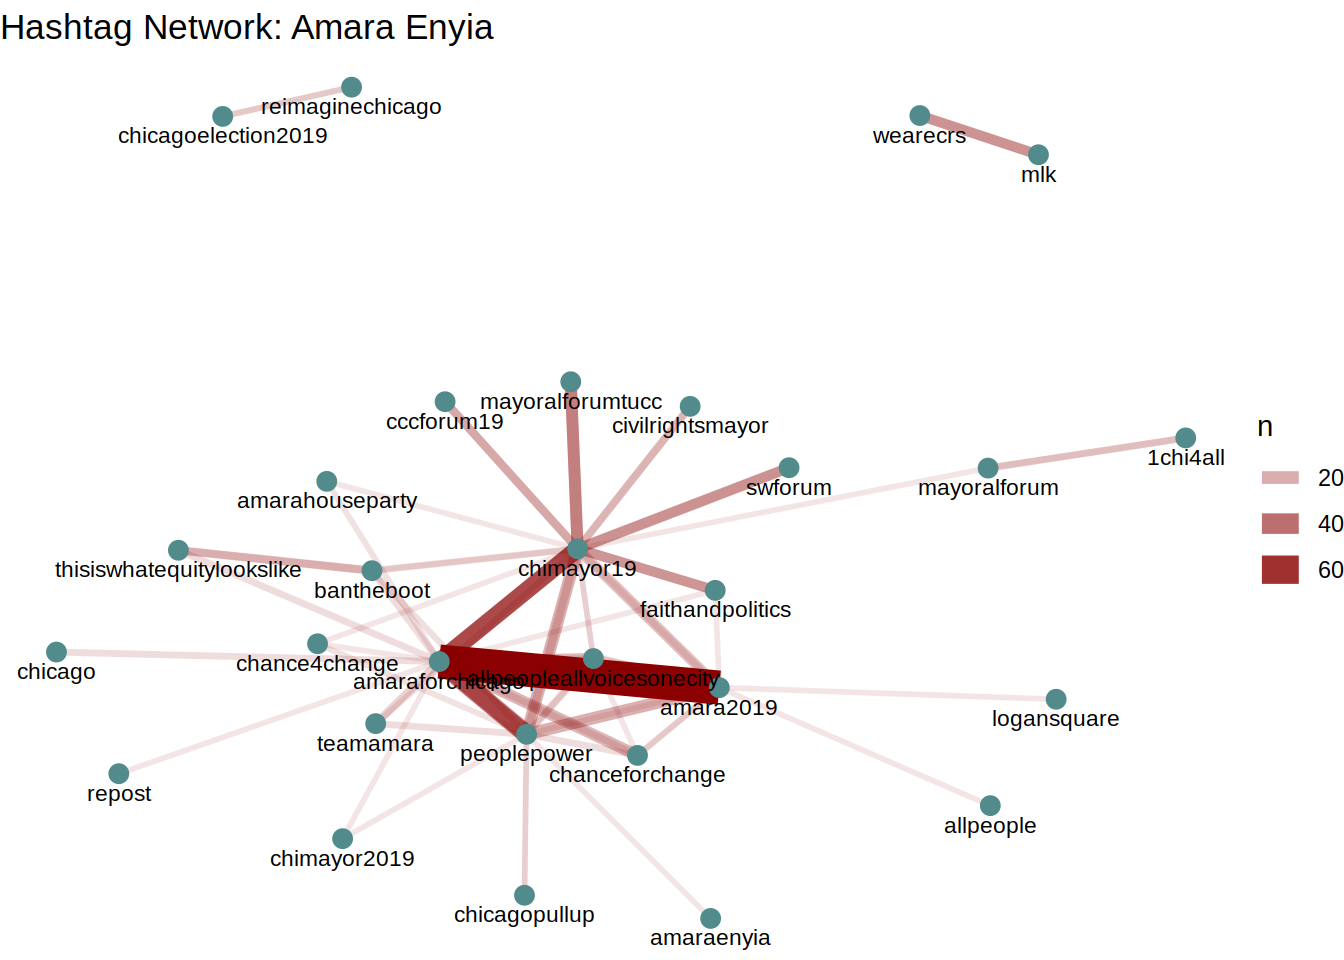 Hashtag Network: Amara Enyia
reimaginechicago
chicagoelection2019
wearecrs
mlk
mayoralforumtucc
cccforum19
civilrightsmayor
n
1chi4all
swforum
mayoralforum
20
amarahouseparty
40
thisiswhatequitylookslike
chimayor19
60
bantheboot
faithandpolitics
chance4change
chicago
amaraforchicago
allpeopleallvoicesonecity
amara2019
logansquare
teamamara
peoplepower
chanceforchange
repost
allpeople
chimayor2019
chicagopullup
amaraenyia